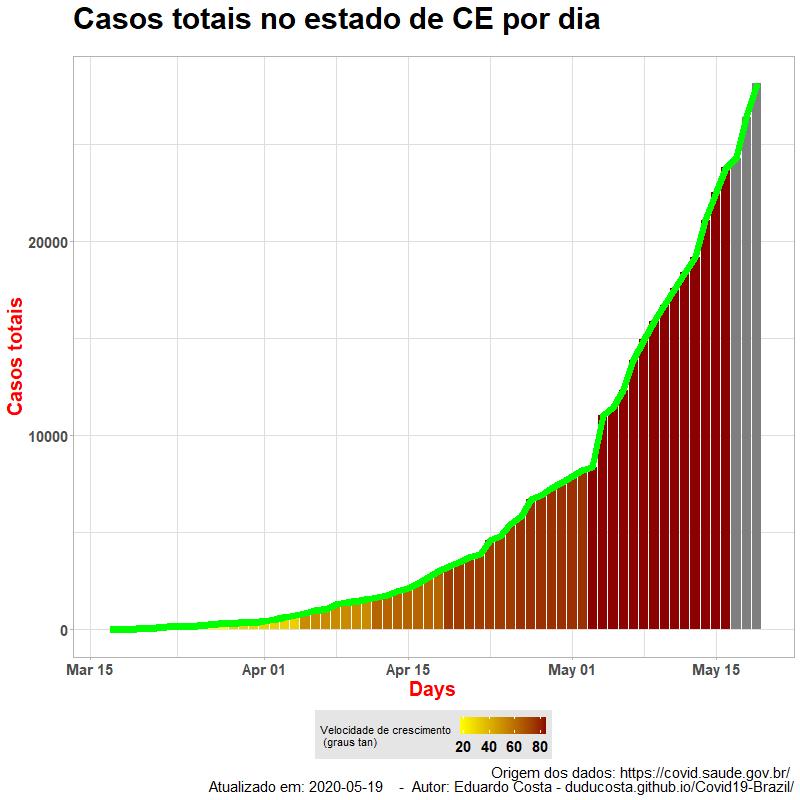 Casos totais no estado de CE por dia
Casos totais
20000
10000
0
Mar 15
Apr 01
Apr 15
May 01
May 15
Days
Velocidade de crescimento
(graus tan)
20 40 60 80
Origem dos dados: https://covid.saude.gov.br/
Atualizado em: 2020-05-19 - Autor: Eduardo Costa - duducosta.github.io/Covid19-Brazil/